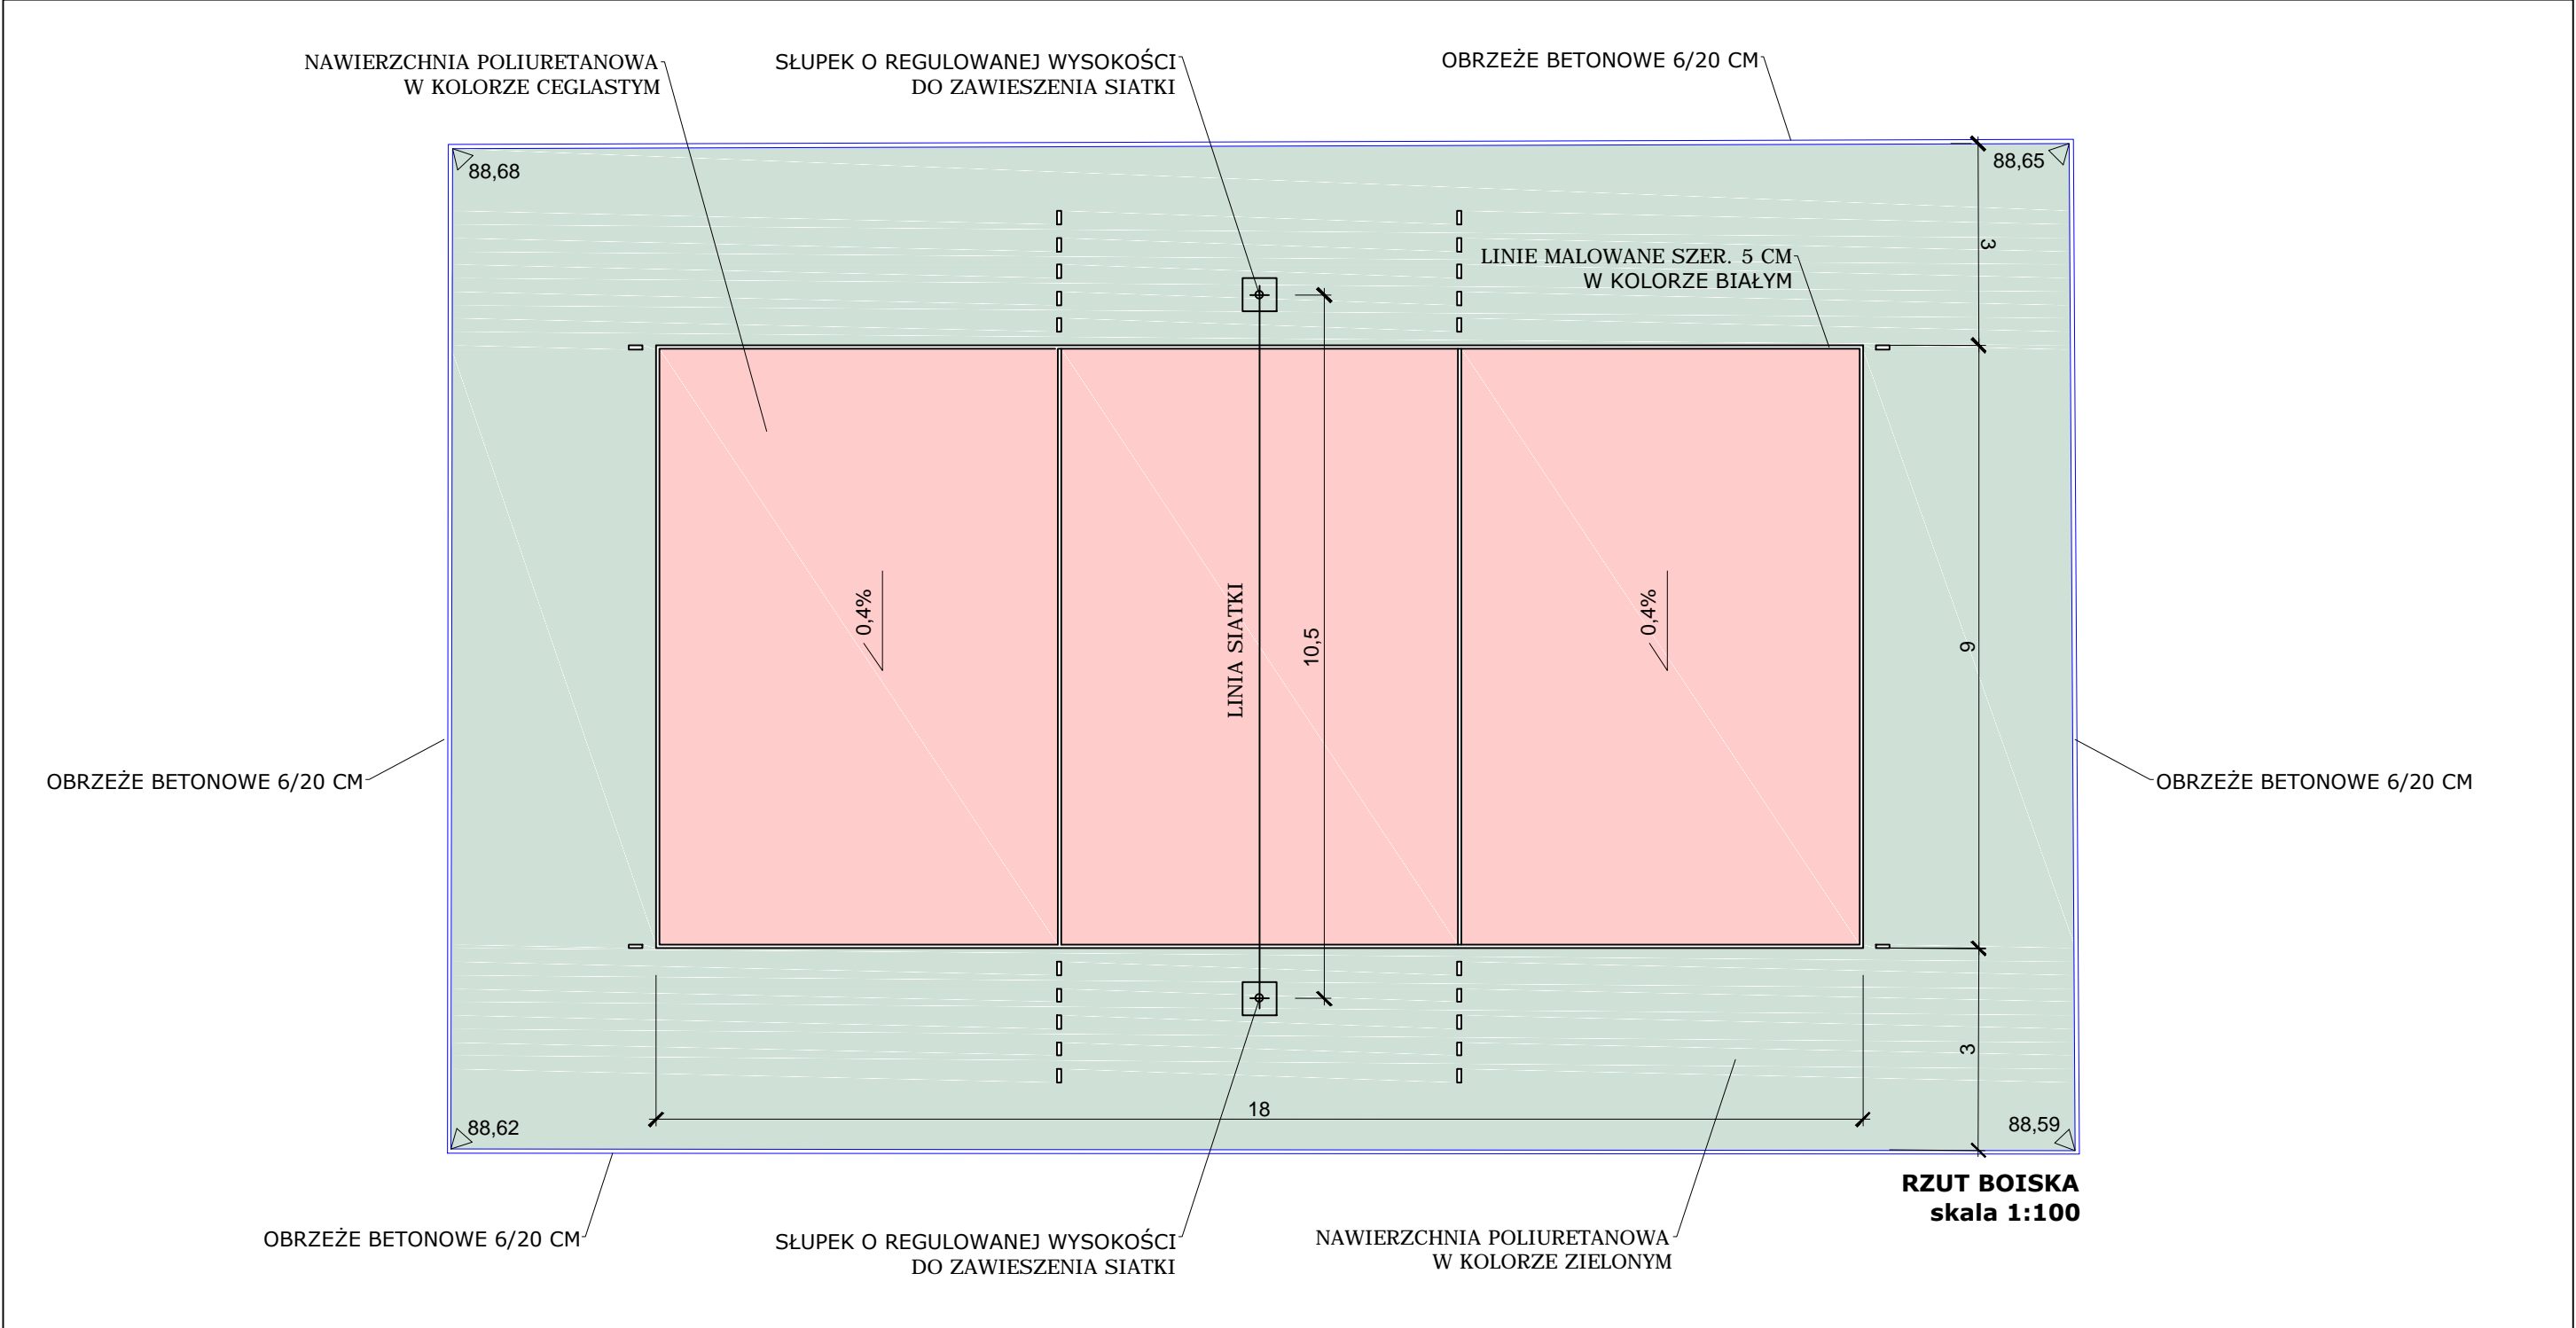 NAWIERZCHNIA POLIURETANOWA
W KOLORZE CEGLASTYM
SŁUPEK O REGULOWANEJ WYSOKOŚCI
DO ZAWIESZENIA SIATKI
OBRZEŻE BETONOWE 6/20 CM
88,68
88,65
3
LINIE MALOWANE SZER. 5 CM
W KOLORZE BIAŁYM
0,4%
LINIA SIATKI
10,5
0,4%
9
OBRZEŻE BETONOWE 6/20 CM
OBRZEŻE BETONOWE 6/20 CM
3
18
88,62
88,59
RZUT BOISKA
skala 1:100
OBRZEŻE BETONOWE 6/20 CM
SŁUPEK O REGULOWANEJ WYSOKOŚCI
DO ZAWIESZENIA SIATKI
NAWIERZCHNIA POLIURETANOWA
W KOLORZE ZIELONYM